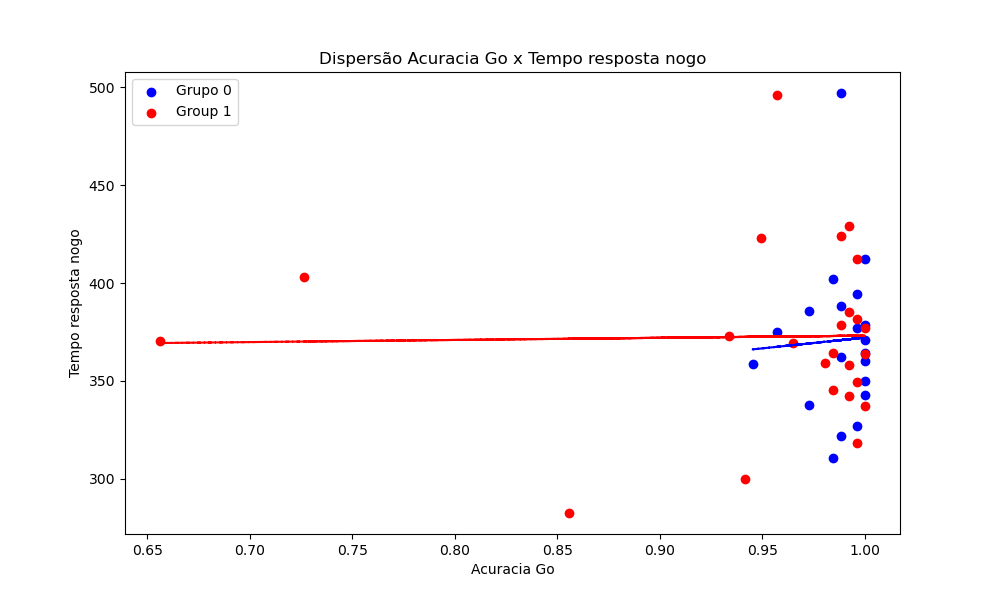 Dispersão Acuracia Go x Tempo resposta nogo
Grupo 0
Group 1
500
450
400
350
300
Tempo resposta nogo
0.65
0.70
0.75
0.80
0.85
0.90
0.95
1.00
Acuracia Go